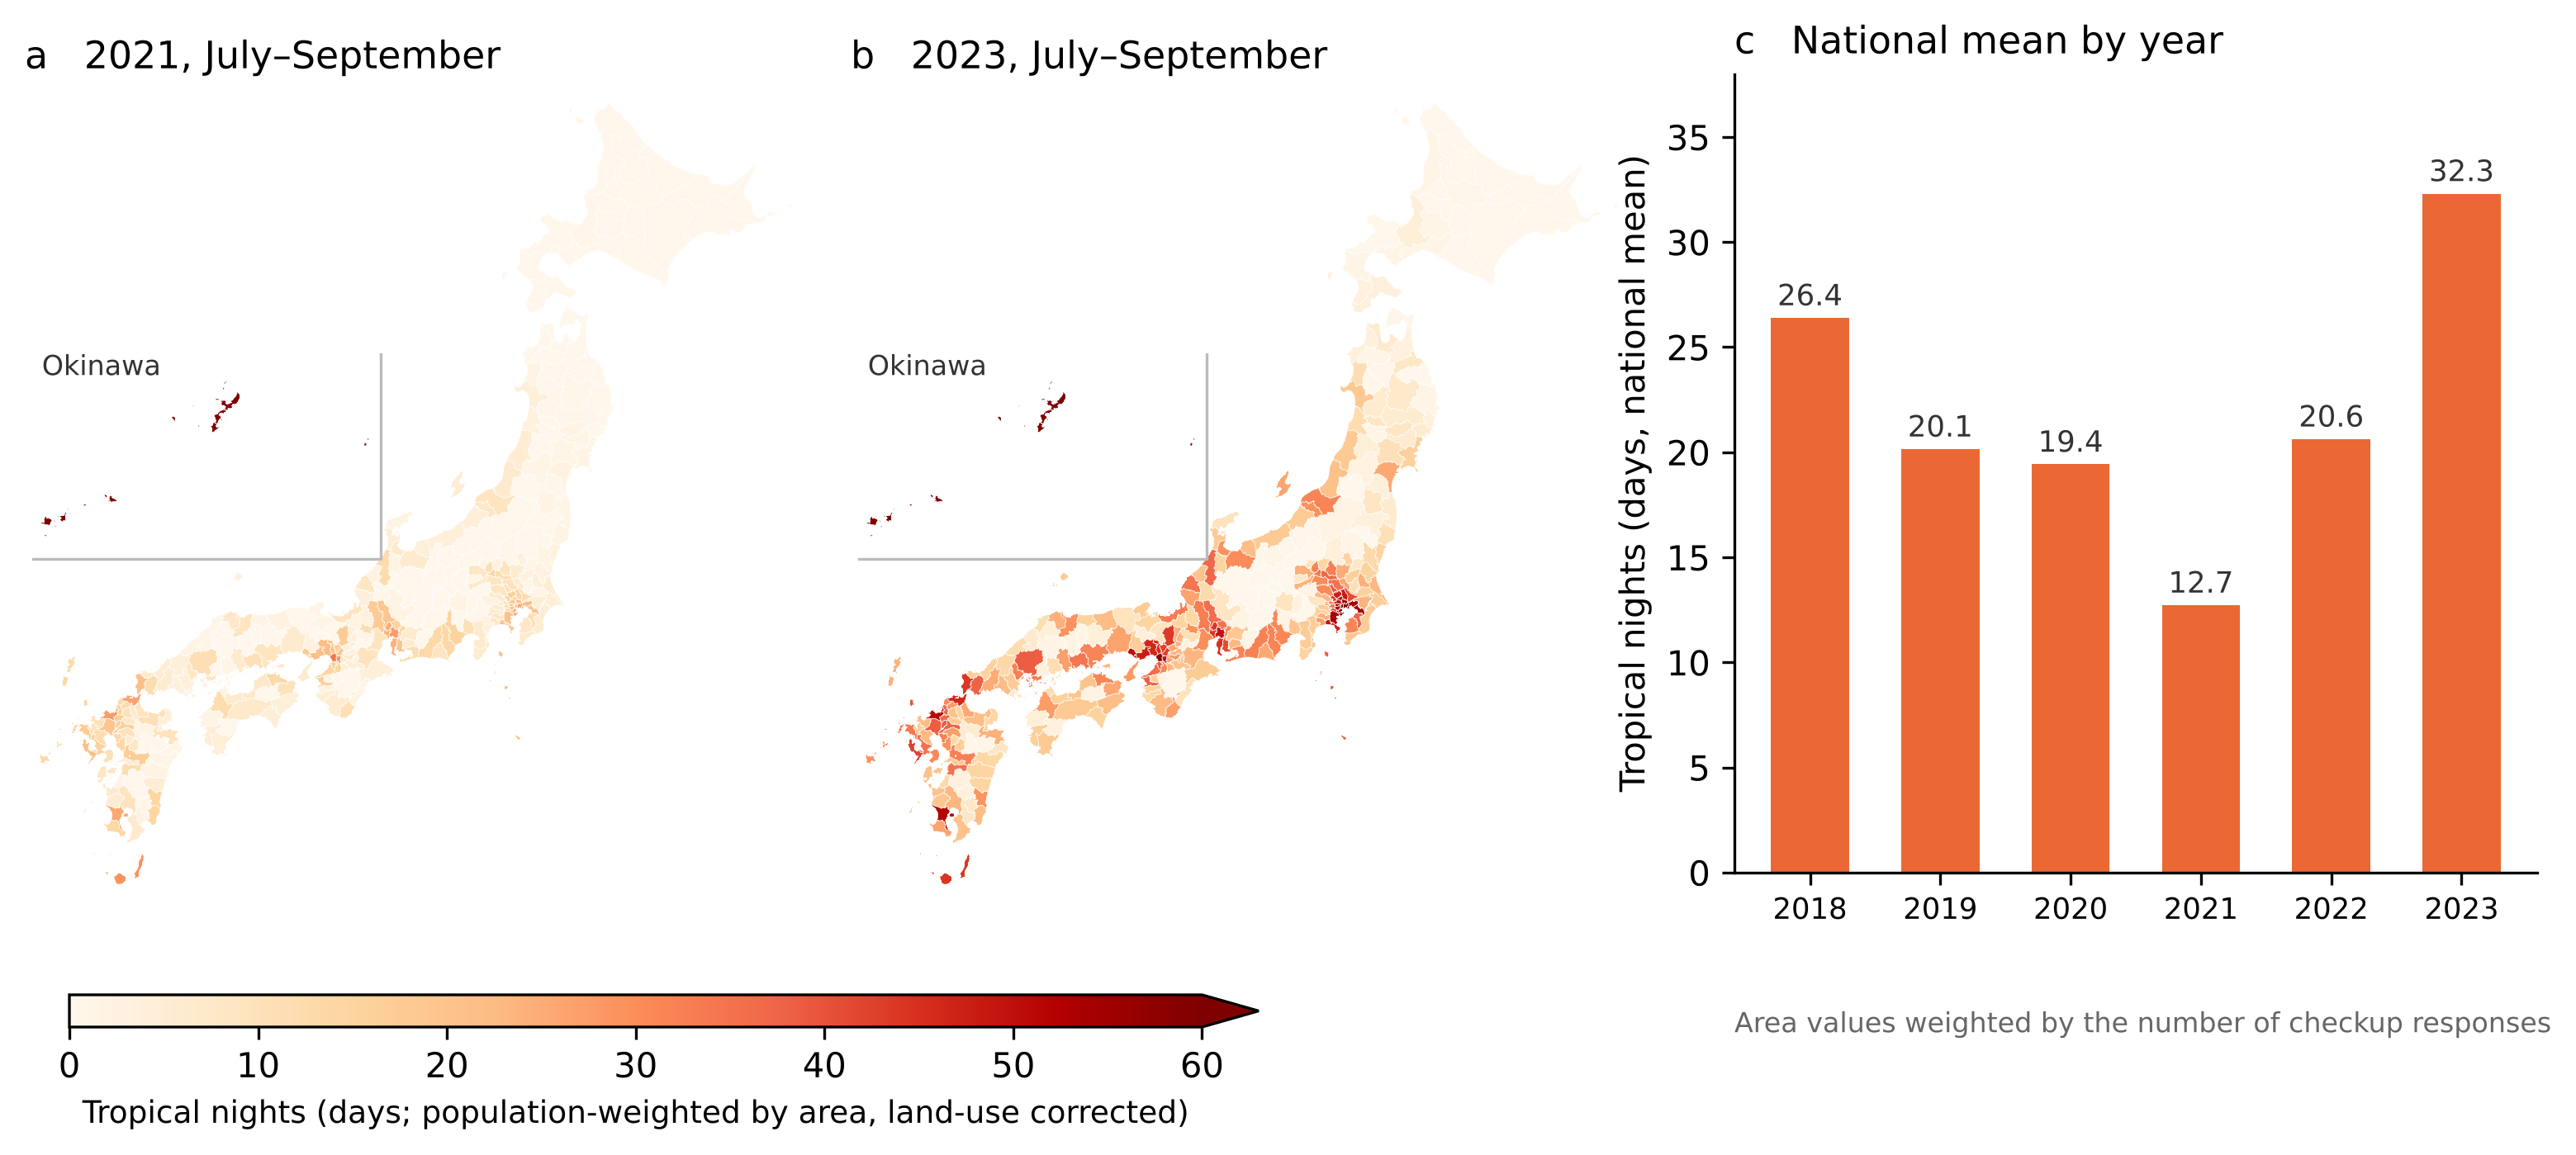 a 2021, July–September
Okinawa
b 2023, July–September
Okinawa
0 10 20 30 40 50 60
Tropical nights (days; population-weighted by area, land-use corrected)
c National mean by year
Tropical nights (days, national mean)
35
30
25
20
15
10
5
0
26.4
20.1
19.4
12.7
20.6
32.3
2018 2019 2020 2021 2022 2023
Area values weighted by the number of checkup responses